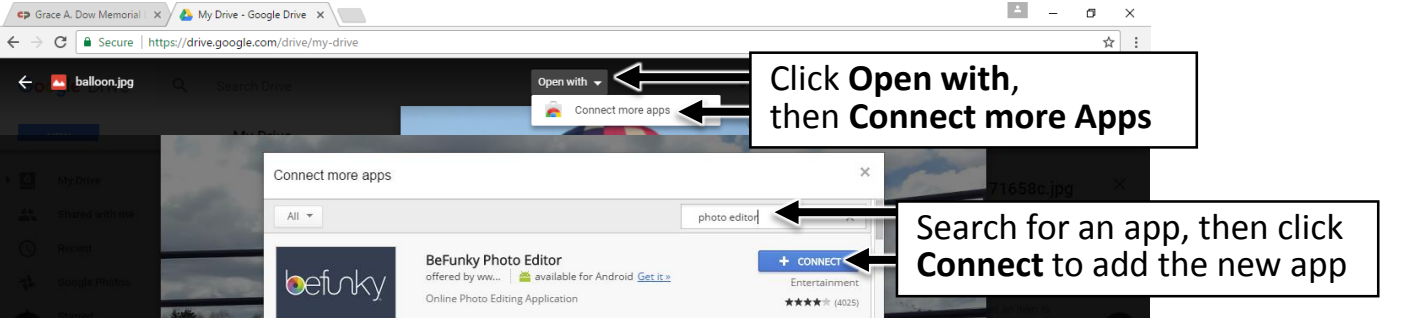 Grace A. Dow Memorial
My Drive - Google Drive
Secure | https://drive.google.com/drive/my-drive
balloon.jpg
Search Drive
Open with
Click Open with,
Connect more apps
then Connect more Apps
My Drive
Connect more apps
My Drive
71658c.jpg
Shared with me
All
photo editor
Search for an app, then click
Recent
BeFunky Photo Editor
+ CONNECT
Connect to add the new app
befunky
offered by ww... available for Android Get it »
Entertainment
Google Photos
Online Photo Editing Application
(4025)
Starred